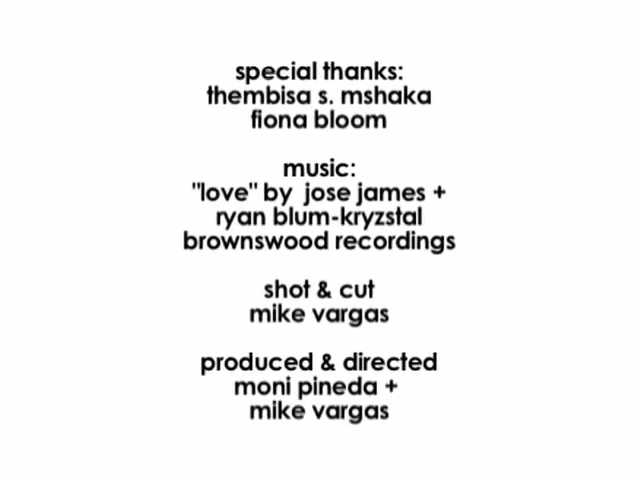 special thanks:
thembisa s. mshaka
fiona bloom
music:
"love" by jose james +
ryan blum-kryzstal
brownswood recordings
shot & cut
mike vargas
produced & directed
moni pineda +
mike vargas